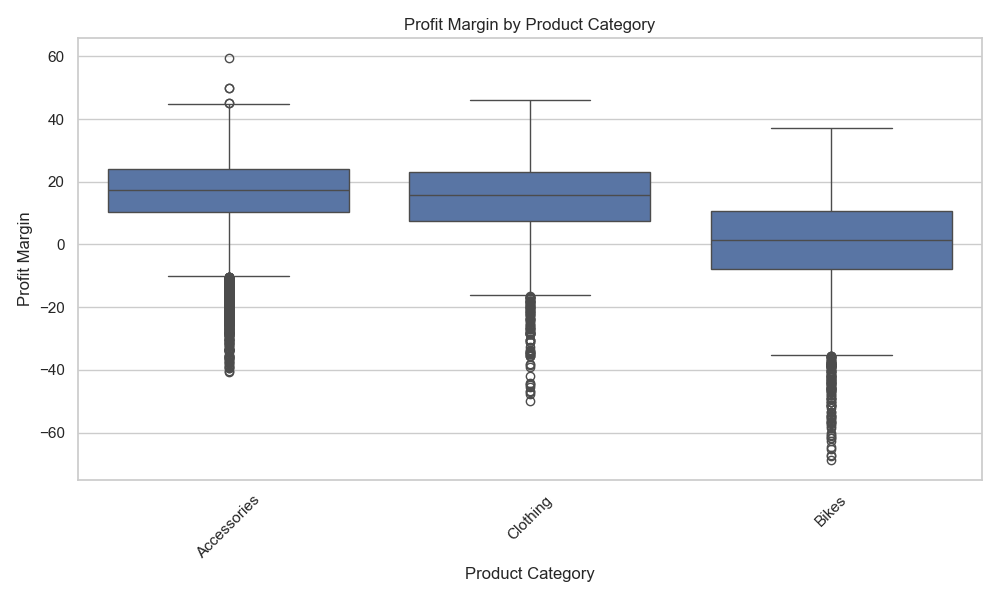 Profit Margin by Product Category
Profit Margin
60
40
20
0
−20
−40
−60
Accessories
Clothing
Bikes
Product Category